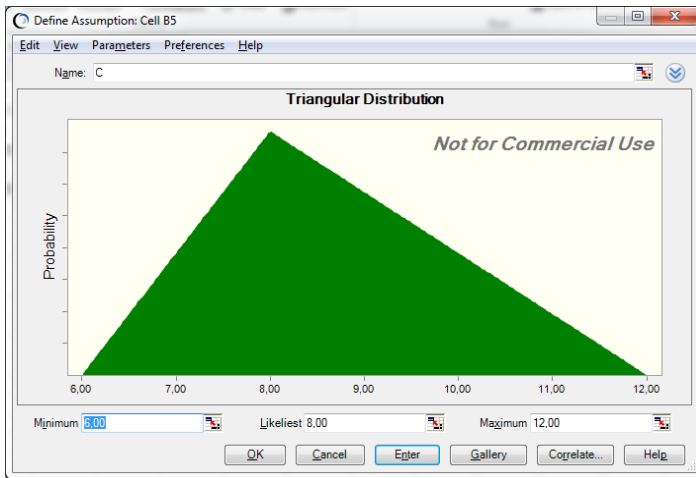 Define Assumption: Cell B5
Edit View Parameters Preferences Help
Name: C
Triangular Distribution
Not for Commercial Use
Probability
6,00 7,00 8,00 9,00 10,00 11,00 12,00
Minimum 6,00 Likeliest 8,00 Maximum 12,00
OK Cancel Enter Gallery Correlate... Help